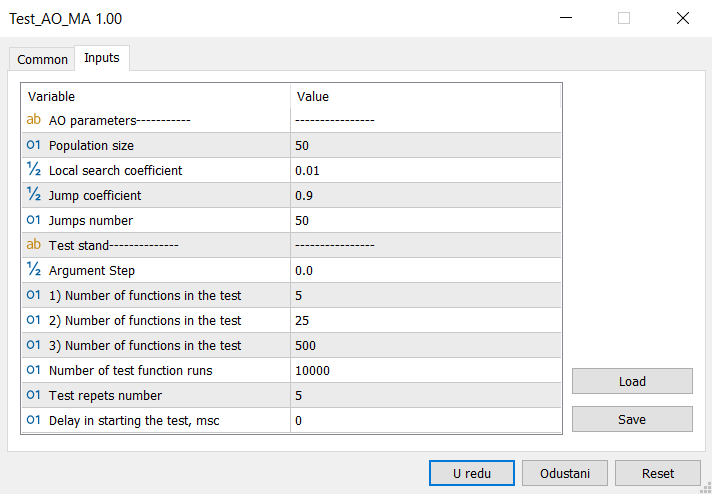 Test_AO_MA 1.00
Common Inputs
Variable Value
ab AO parameters----------- ----------------
01 Population size 50
½ Local search coefficient 0.01
½ Jump coefficient 0.9
01 Jumps number 50
ab Test stand-------------- ----------------
½ Argument Step 0.0
01 1) Number of functions in the test 5
01 2) Number of functions in the test 25
01 3) Number of functions in the test 500
01 Number of test function runs 10000
01 Test repets number 5
01 Delay in starting the test, msc 0
Load
Save
U redu Odustani Reset